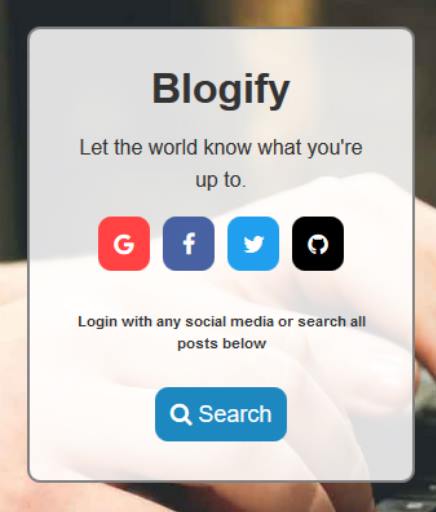 Blogify
Let the world know what you're
up to.
Login with any social media or search all
posts below
Search